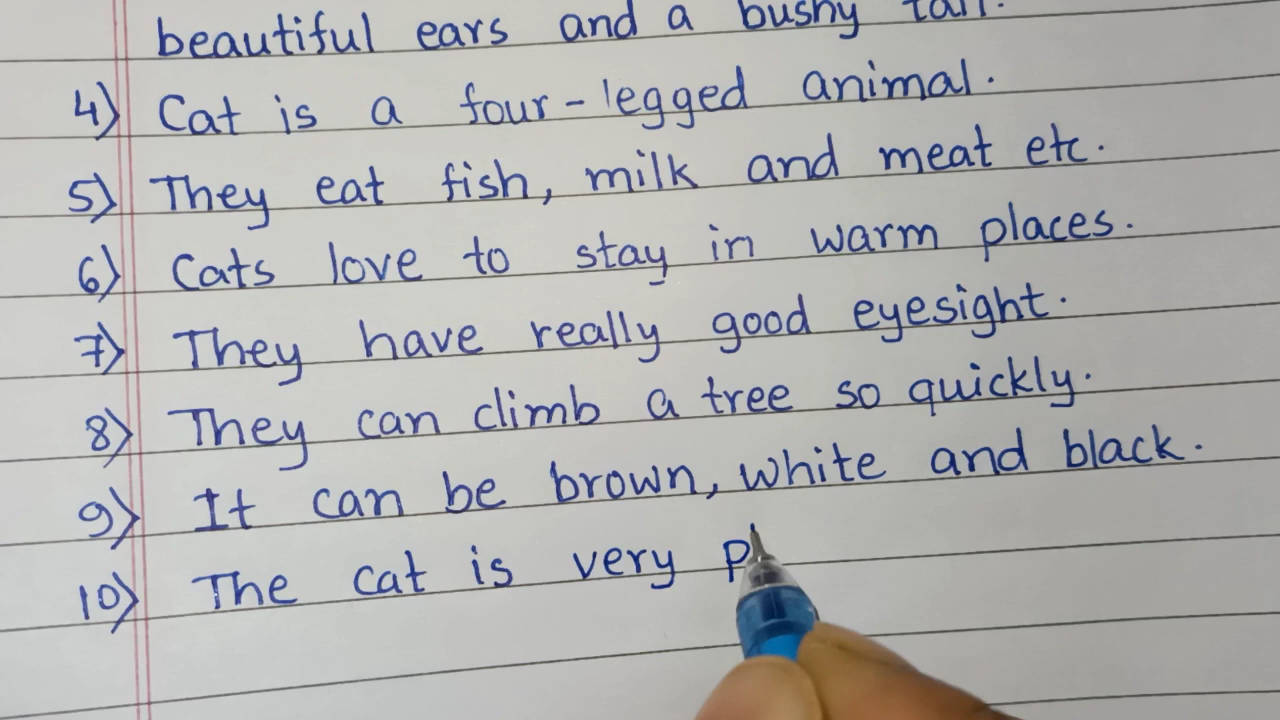 beautiful ears and a bushy tail.
4) Cat is a four-legged animal.
5) They eat fish, milk and meat etc.
6) Cats love to stay in warm places.
7) They have really good eyesight.
8) They can climb a tree so quickly.
9) It can be brown, white and black.
10) The cat is very p